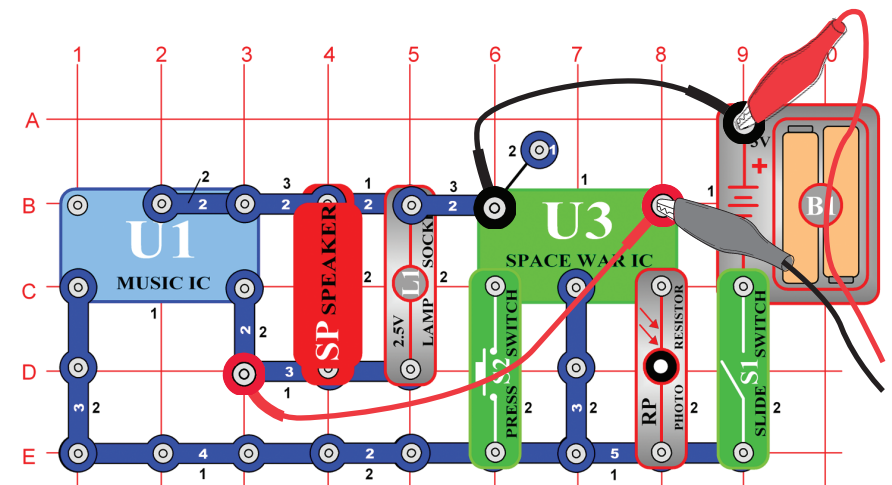 1 2 3 4 5 6 7 8 9 0
A
3V
2 1
2 3 1 3 1 1
B 2 2 2 2 B1
U1 U3
SPEAKER
SOCK
MUSIC IC SPACE WAR IC
C
L1
2 2
1
2.5V LAMP
SP
SWITCH
RESISTOR
SWITCH
2 2
S2
S1
D 3
1
PRESS
RP
PHOTO
SLIDE
3 2 3 2 2 2 2
E 4 2 5
1 2 1